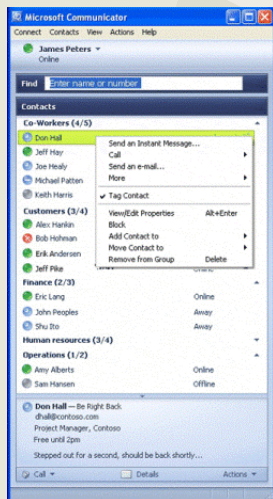 Microsoft Communicator
Connect Contacts View Actions Help
James Peters
Online
Find Enter name or number
Contacts
Co-Workers (4/5)
Don Hall
Jeff Hay
Joe Healy
Michael Patten
Keith Harris
Send an Instant Message...
Call
Send an e-mail...
More
Tag Contact
View/Edit Properties Alt+Enter
Block
Add Contact to
Move Contact to
Remove from Group Delete
Customers (3/4)
Alex Hankin
Bob Hohman
Erik Andersen
Jeff Pike Online
Finance (2/3)
Eric Lang Online
John Peoples Away
Shu Ito Away
Human resources (3/4)
Operations (1/2)
Amy Alberts Online
Sam Hansen Offline
Don Hall — Be Right Back
dhall@contoso.com
Project Manager, Contoso
Free until 2pm
Stepped out for a second, should be back shortly...
Call Details Actions